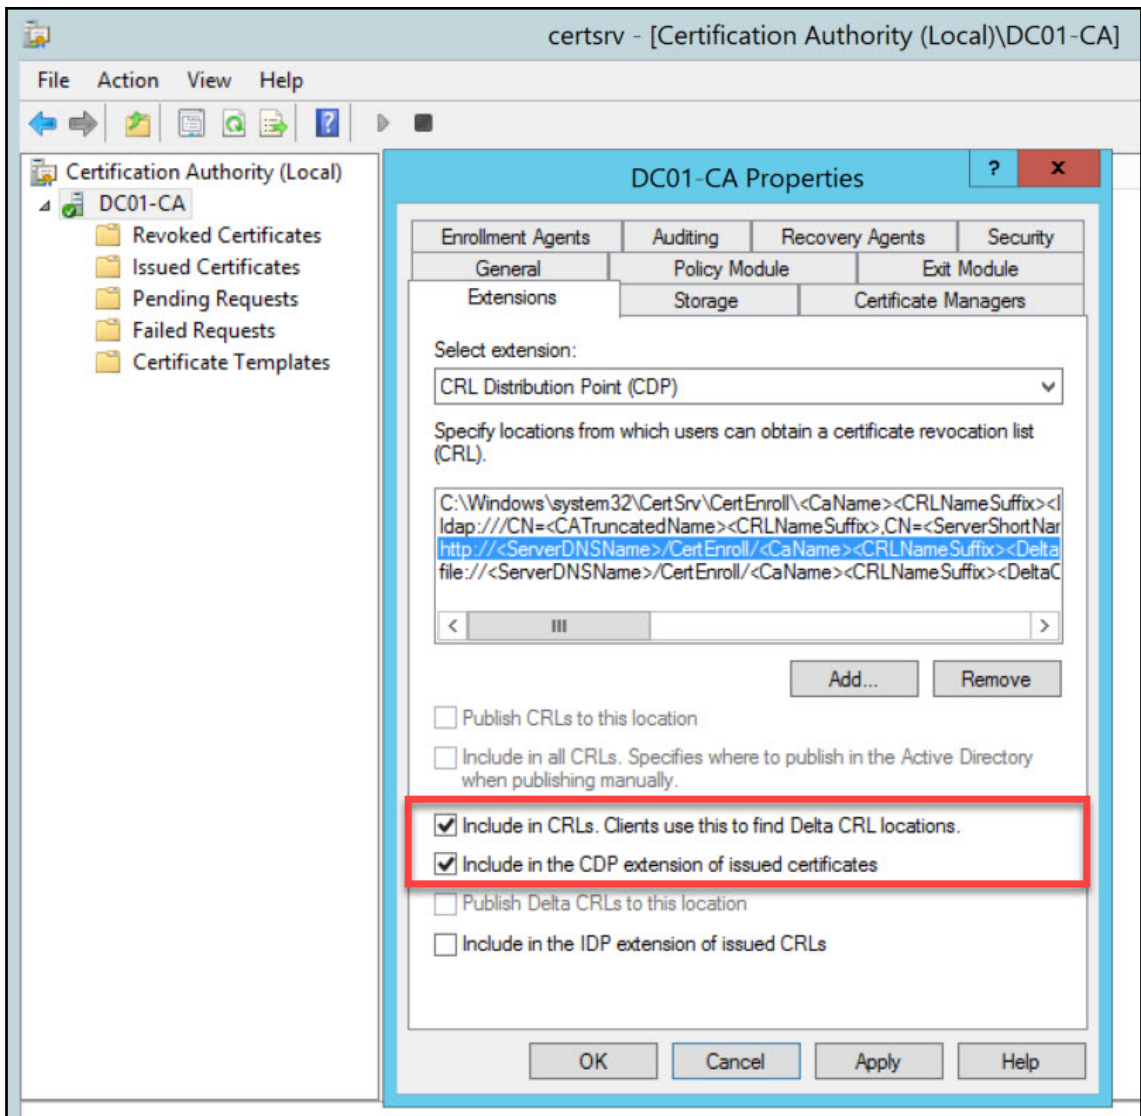 certsrv - [Certification Authority (Local)\DC01-CA]
File Action View Help
Certification Authority (Local)
DC01-CA
Revoked Certificates
Issued Certificates
Pending Requests
Failed Requests
Certificate Templates
DC01-CA Properties
? x
Enrollment Agents Auditing Recovery Agents Security
General Policy Module Exit Module
Extensions Storage Certificate Managers
Select extension:
CRL Distribution Point (CDP)
Specify locations from which users can obtain a certificate revocation list
(CRL).
C:\Windows\system32\CertSrv\CertEnroll\<CaName><CRLNameSuffix><
ldap:///CN=<CATruncatedName><CRLNameSuffix>,CN=<ServerShortNar
http://<ServerDNSName>/CertEnroll/<CaName><CRLNameSuffix><Delta
file://<ServerDNSName>/CertEnroll/<CaName><CRLNameSuffix><DeltaC
Add... Remove
Publish CRLs to this location
Include in all CRLs. Specifies where to publish in the Active Directory
when publishing manually.
Include in CRLs. Clients use this to find Delta CRL locations.
Include in the CDP extension of issued certificates
Publish Delta CRLs to this location
Include in the IDP extension of issued CRLs
OK Cancel Apply Help